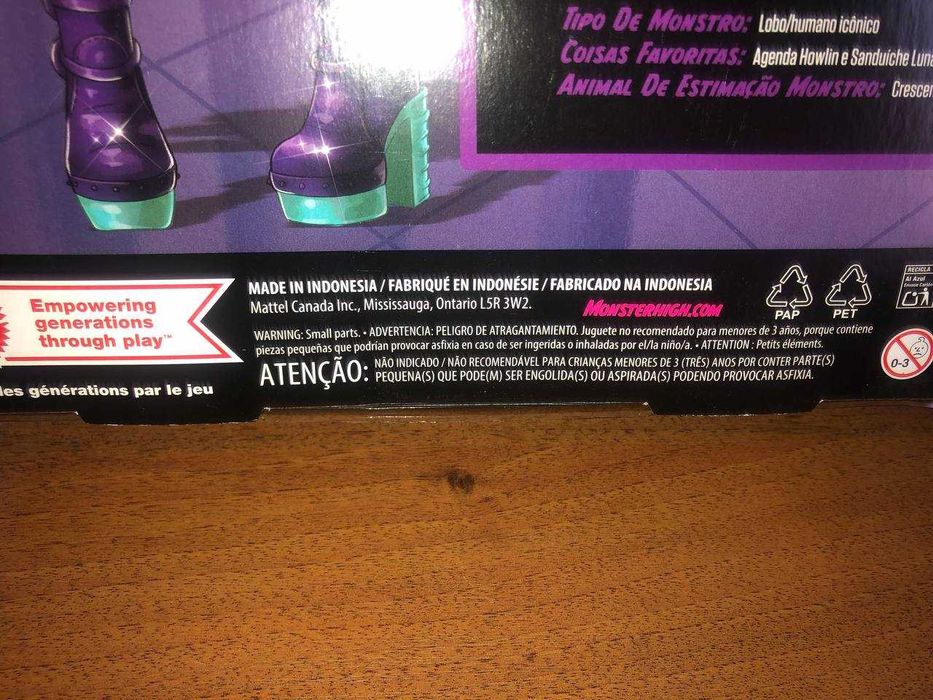 TIPO DE MONSTRO: Lobo/humano icônico
COISAS FAVORITAS: Agenda Howlin e Sanduíche Luna
ANIMAL DE ESTIMAÇÃO MONSTRO: Crescen
Empowering
generations
through play™
les générations par le jeu
MADE IN INDONESIA / FABRIQUÉ EN INDONÉSIE / FABRICADO NA INDONESIA
Mattel Canada Inc., Mississauga, Ontario L5R 3W2.
MONSTERHIGH.COM
WARNING: Small parts. • ADVERTENCIA: PELIGRO DE ATRAGANTAMIENTO. Juguete no recomendado para menores de 3 años, porque contiene
piezas pequeñas que podrían provocar asfixia en caso de ser ingeridas o inhaladas por el/la niño/a. • ATTENTION : Petits éléments.
ATENÇÃO: NÃO INDICADO / NÃO RECOMENDÁVEL PARA CRIANÇAS MENORES DE 3 (TRÊS) ANOS POR CONTER PARTE(S)
PEQUENA(S) QUE PODE(M) SER ENGOLIDA(S) OU ASPIRADA(S) PODENDO PROVOCAR ASFIXIA.
PAP
PET
RECICLA
Al Azul
0-3